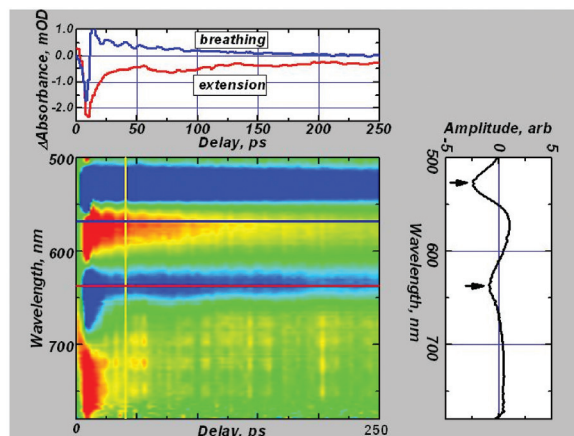 1.0
0.0
-1.0
-2.0
ΔAbsorbance, mOD
breathing
extension
0 50 100 150 200 250
Delay, ps
500
600
700
Wavelength, nm
0 250
Delay, ps
Amplitude, arb
-5 0 5
500
600
700
Wavelength, nm